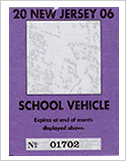 20 NEW JERSEY 06
SCHOOL VEHICLE
Expires at end of month
displayed above.
No 01702